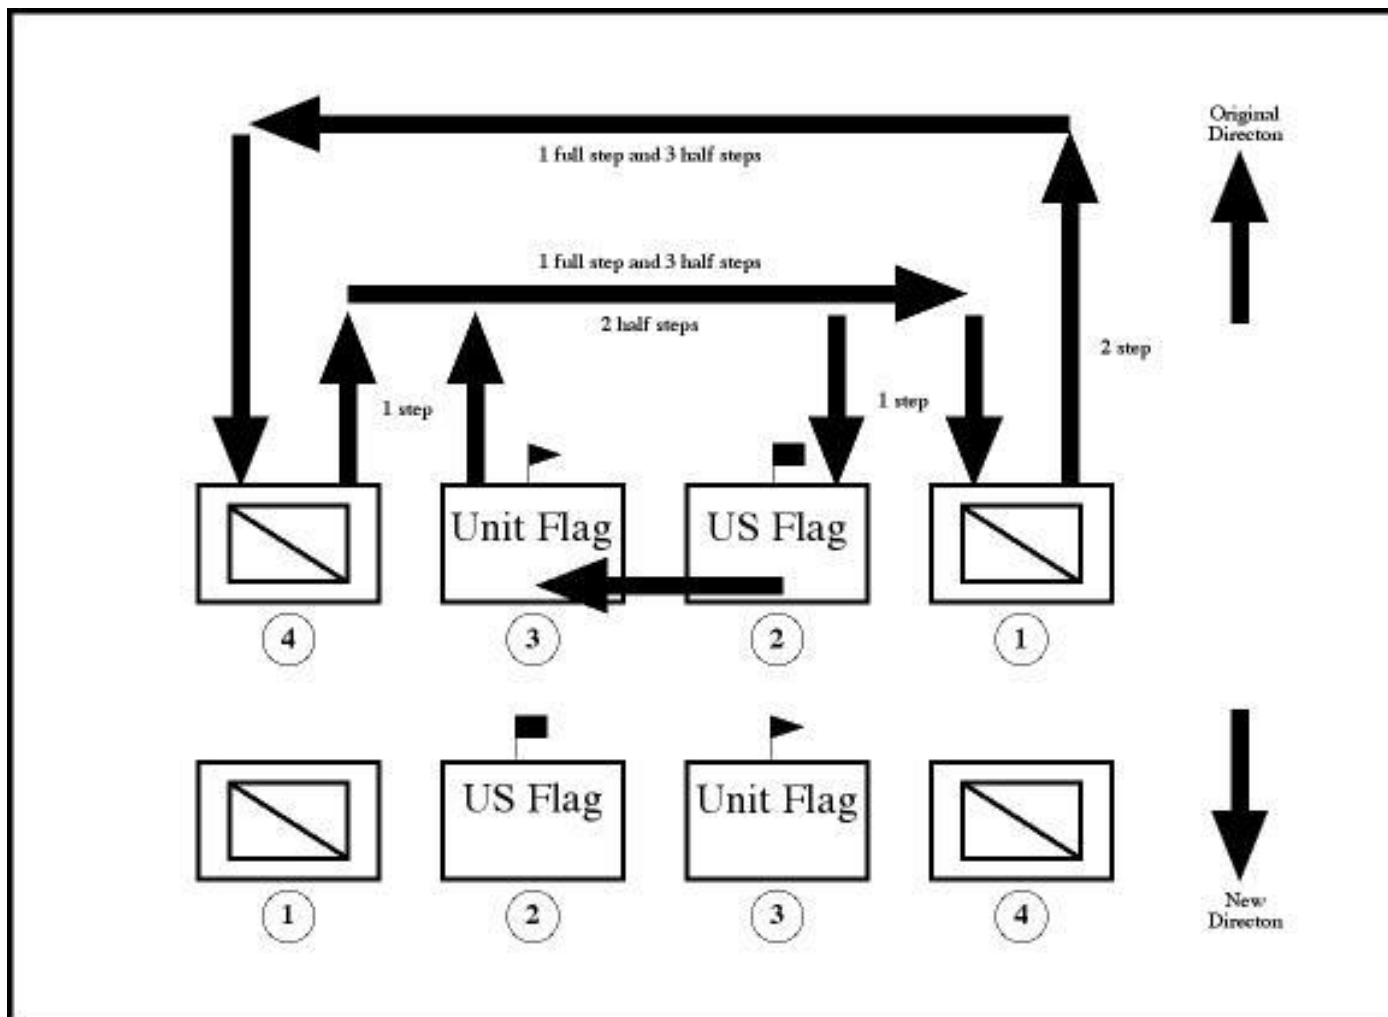 Original
Directon
1 full step and 3 half steps
1 full step and 3 half steps
2 half steps
2 step
1 step
1 step
Unit Flag
US Flag
4
3
2
1
US Flag
Unit Flag
1
2
3
4
New
Directon